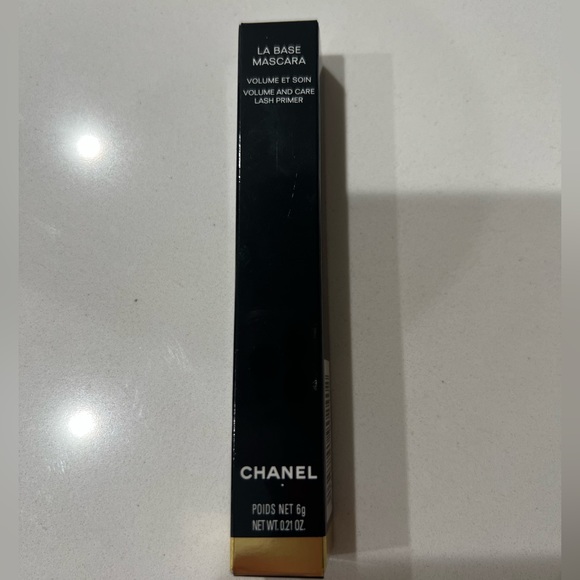 LA BASE
MASCARA
VOLUME ET SOIN
VOLUME AND CARE
LASH PRIMER
CHANEL
POIDS NET 6g
NET WT. 0.21 OZ.